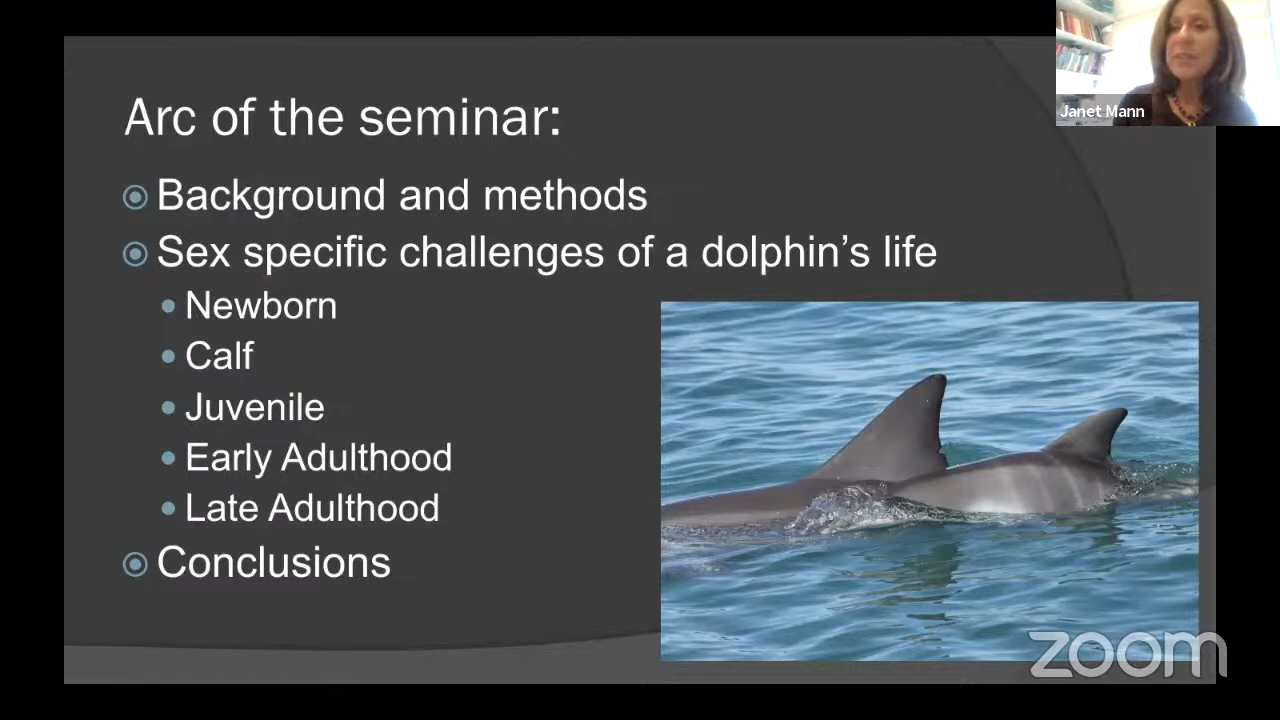 Janet Mann
Arc of the seminar:
Background and methods
Sex specific challenges of a dolphin’s life
Newborn
Calf
Juvenile
Early Adulthood
Late Adulthood
Conclusions
zoom